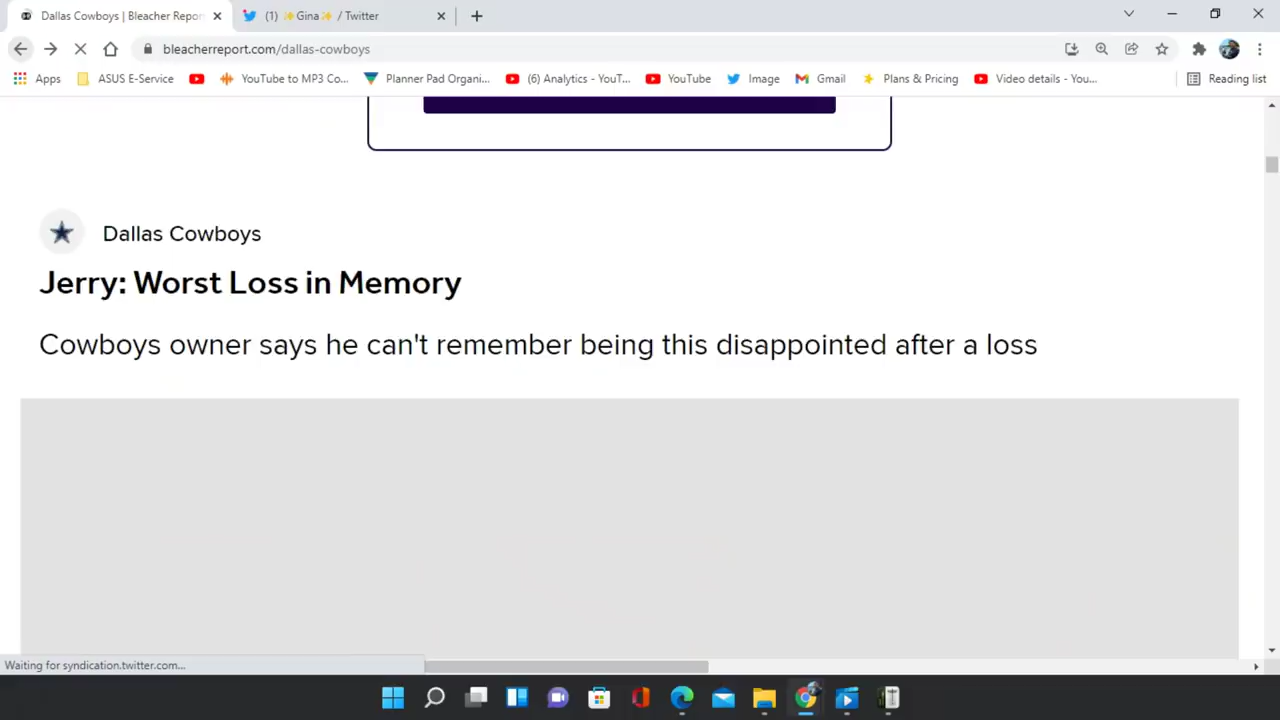 Dallas Cowboys | Bleacher Repor
(1) ✨Gina✨ / Twitter
bleacherreport.com/dallas-cowboys
Apps ASUS E-Service YouTube to MP3 Co... Planner Pad Organi... (6) Analytics - YouT... YouTube Image Gmail Plans & Pricing Video details - You... Reading list
Dallas Cowboys
Jerry: Worst Loss in Memory
Cowboys owner says he can't remember being this disappointed after a loss
Waiting for syndication.twitter.com...